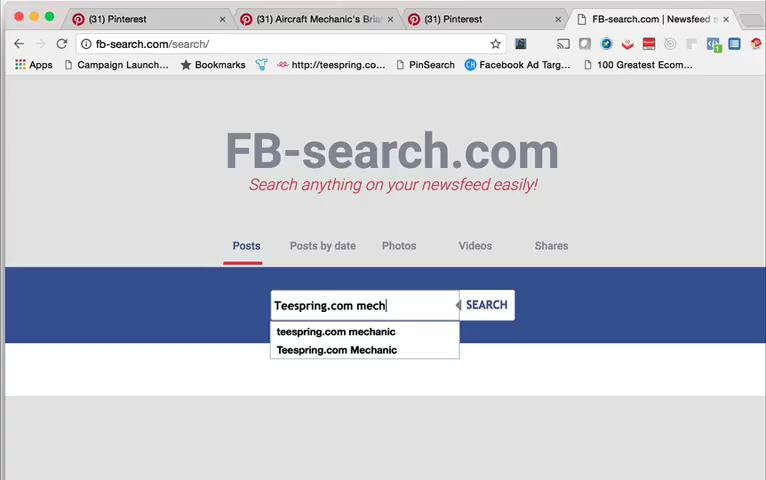 (31) Pinterest
(31) Aircraft Mechanic's Bria
(31) Pinterest
FB-search.com | Newsfeed s
fb-search.com/search/
Apps
Campaign Launch...
Bookmarks
http://teespring.co...
PinSearch
Facebook Ad Targ...
100 Greatest Ecom...
FB-search.com
Search anything on your newsfeed easily!
Posts Posts by date Photos Videos Shares
Teespring.com mech
SEARCH
teespring.com mechanic
Teespring.com Mechanic